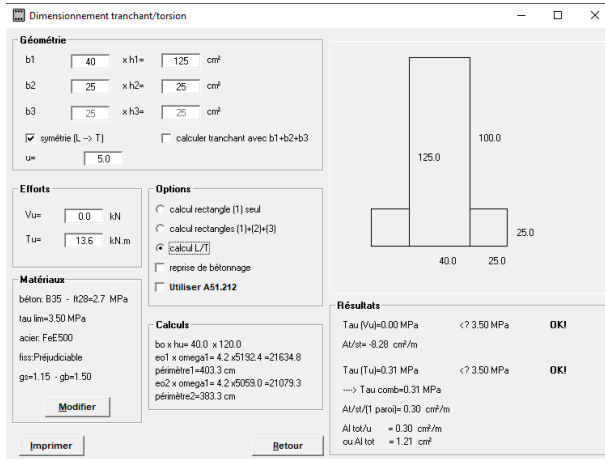 Dimensionnement tranchant/torsion
Géométrie
b1 40 x h1= 125 cm²
b2 25 x h2= 25 cm²
b3 25 x h3= 25 cm²
symétrie (L --> T) calculer tranchant avec b1+b2+b3
u= 5.0
Efforts
Vu= 0.0 kN
Tu= 13.6 kN.m
Options
calcul rectangle (1) seul
calcul rectangles (1)+(2)+(3)
calcul L/T
reprise de bétonnage
Utiliser A51.212
Matériaux
béton: B35 - ft28=2.7 MPa
tau lim=3.50 MPa
acier: FeE500
fiss:Préjudiciable
gs=1.15 - gb=1.50
Modifier
Calculs
bo x hu= 40.0 x 120.0
eo1 x omega1= 4.2 x5192.4 =21634.8
périmètre1=403.3 cm
eo2 x omega1= 4.2 x5059.0 =21079.3
périmètre2=383.3 cm
Imprimer
Retour
100.0
125.0
25.0
40.0 25.0
Résultats
Tau (Vu)=0.00 MPa <? 3.50 MPa OK!
At/st= -8.28 cm²/m
Tau (Tu)=0.31 MPa <? 3.50 MPa OK!
----> Tau comb=0.31 MPa
At/st/(1 paroi)= 0.30 cm²/m
Al tot/u = 0.30 cm²/m
ou Al tot = 1.21 cm²